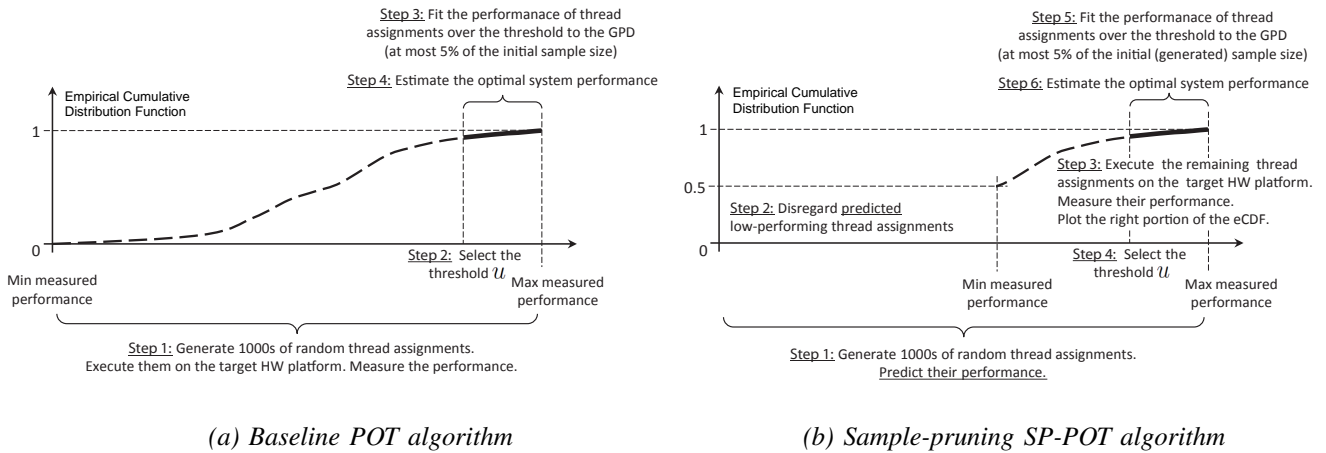 Step 3: Fit the performanace of thread
assignments over the threshold to the GPD
(at most 5% of the initial sample size)
Step 4: Estimate the optimal system performance
Empirical Cumulative
Distribution Function
1
0
Step 2: Select the
threshold u
Min measured
performance
Max measured
performance
Step 1: Generate 1000s of random thread assignments.
Execute them on the target HW platform. Measure the performance.
(a) Baseline POT algorithm
Step 5: Fit the performanace of thread
assignments over the threshold to the GPD
(at most 5% of the initial (generated) sample size)
Step 6: Estimate the optimal system performance
Empirical Cumulative
Distribution Function
1
0.5
0
Step 3: Execute the remaining thread
assignments on the target HW platform.
Measure their performance.
Plot the right portion of the eCDF.
Step 2: Disregard predicted
low-performing thread assignments
Step 4: Select the
threshold u
Min measured
performance
Max measured
performance
Step 1: Generate 1000s of random thread assignments.
Predict their performance.
(b) Sample-pruning SP-POT algorithm